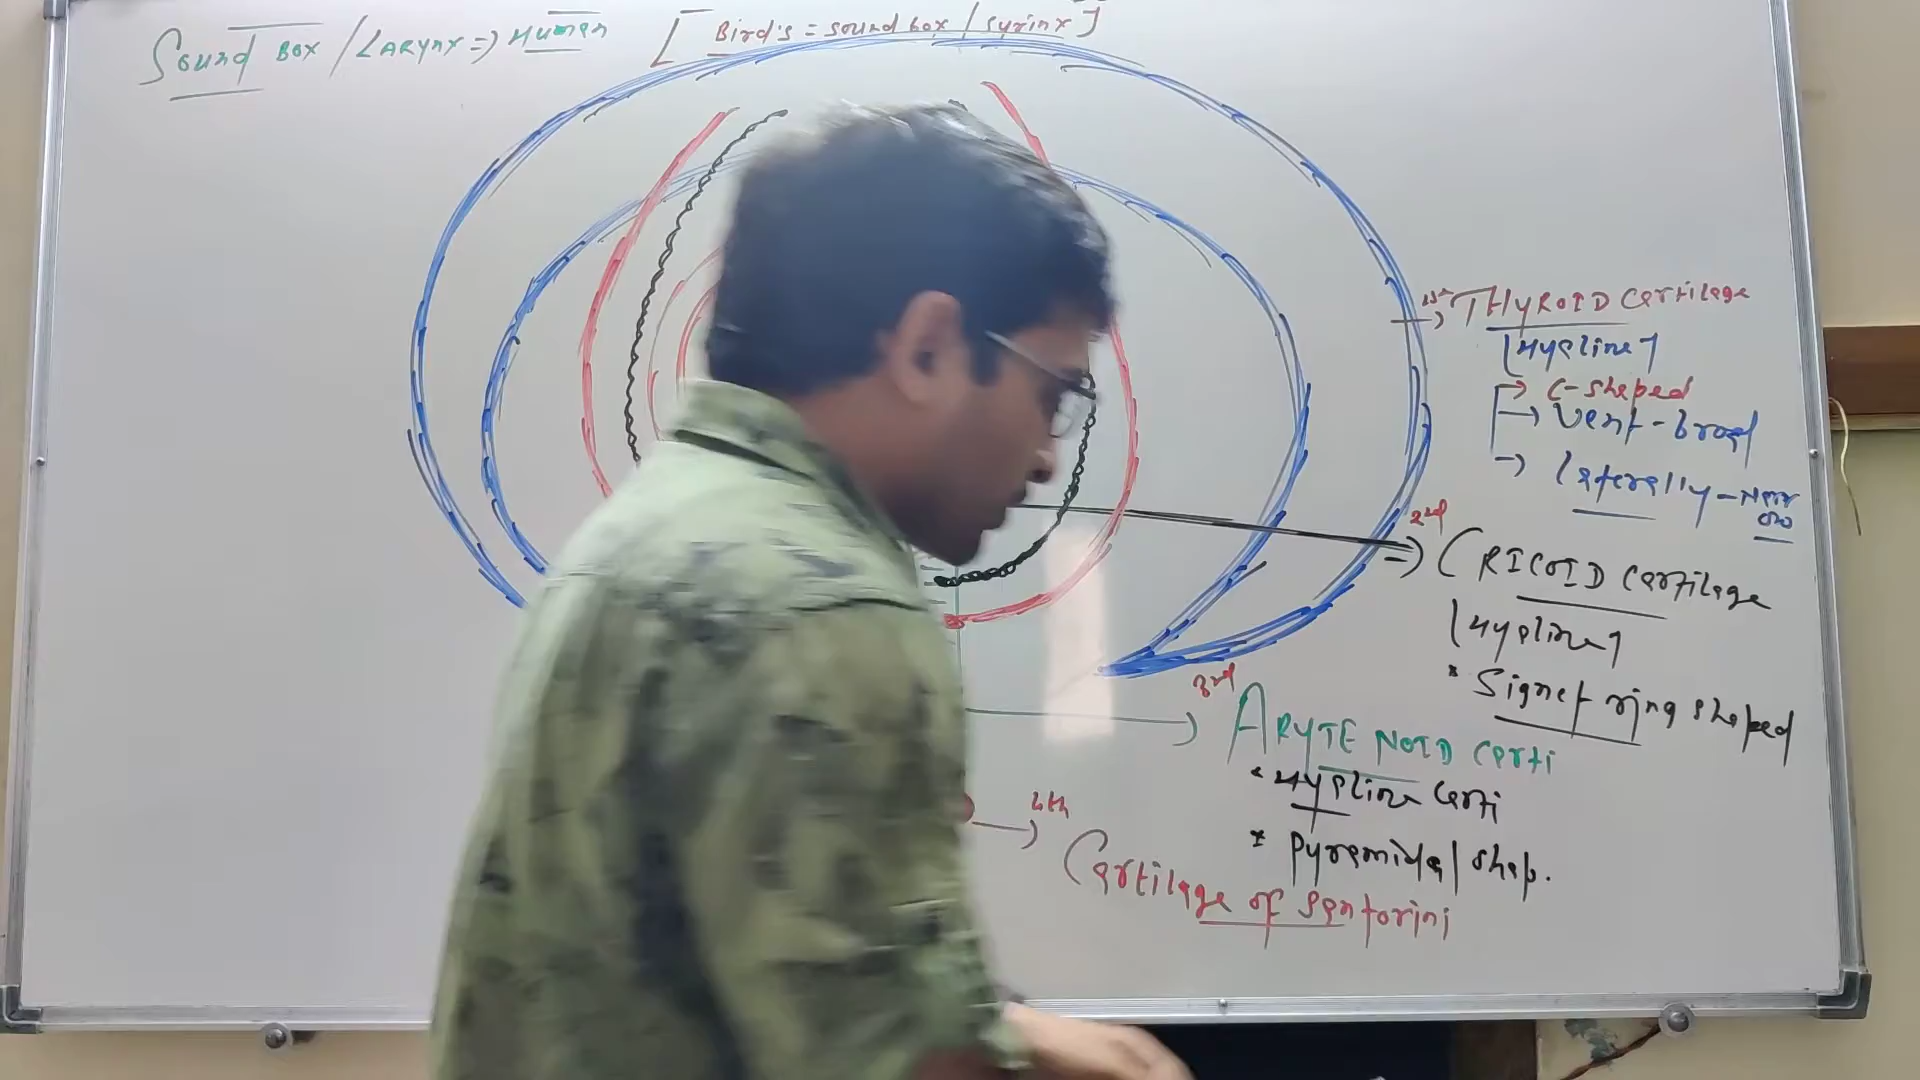 Sound Box / LARYNX => Human [ Bird's = sound box / Syrinx ]
1st THYROID Cartilage
[Hyaline]
→ C-shaped
→ Vent - broad
→ laterally - Narrow
2nd CRICOID Cartilage
[Hyaline]
* Signet ring shaped
3rd ARYTENOID Carti
* Hyaline Carti
* Pyramidal shap.
4th Cartilage of Santorini